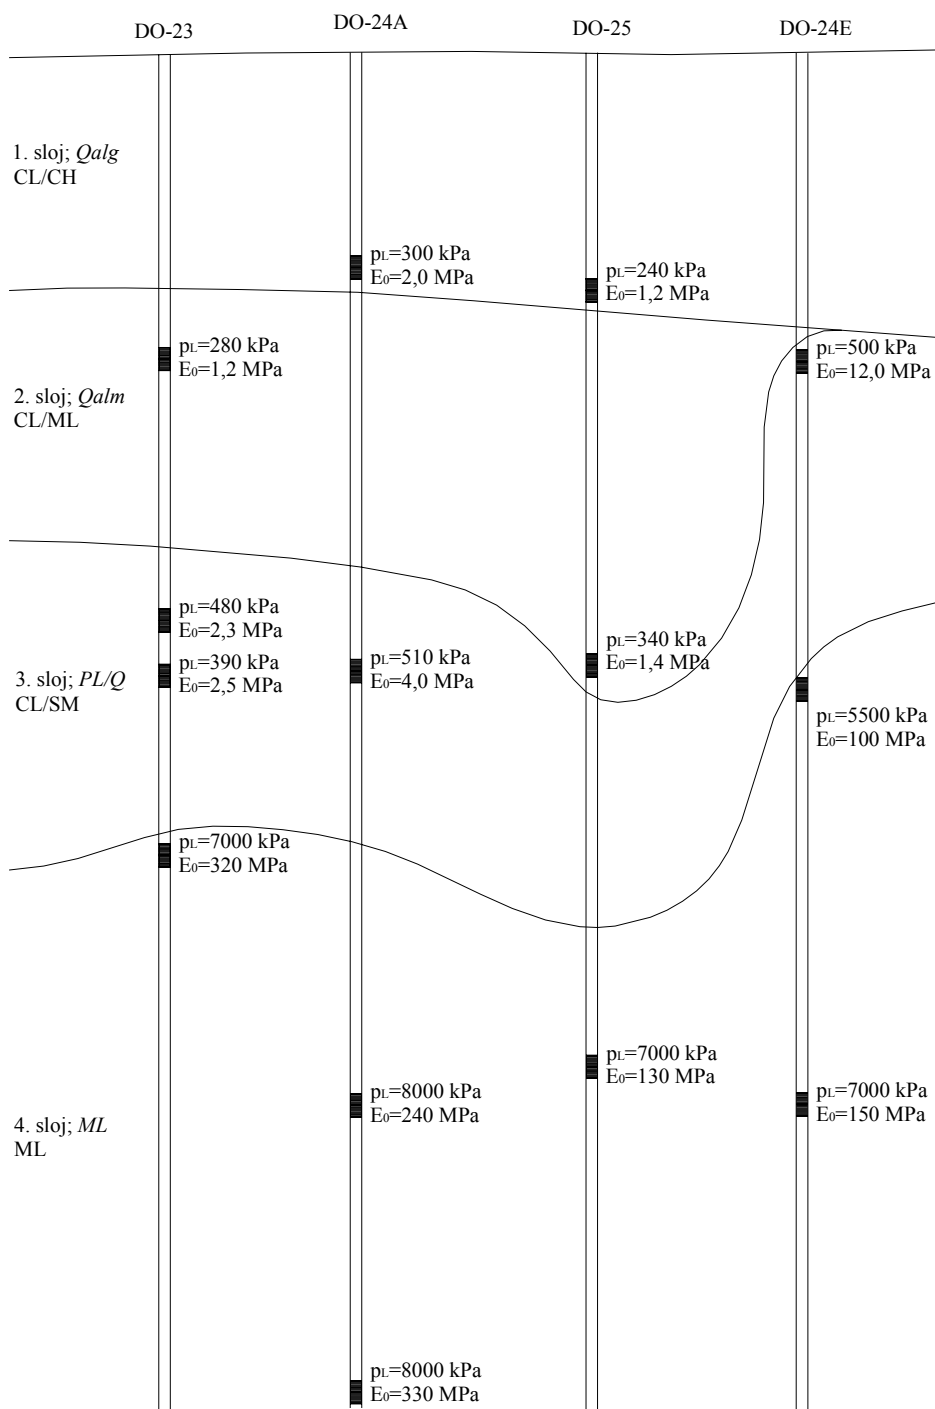 DO-23
DO-24A
DO-25
DO-24E
1. sloj; Qalg
CL/CH
pL=300 kPa
E0=2,0 MPa
pL=240 kPa
E0=1,2 MPa
pL=280 kPa
E0=1,2 MPa
pL=500 kPa
E0=12,0 MPa
2. sloj; Qalm
CL/ML
pL=480 kPa
E0=2,3 MPa
pL=390 kPa
E0=2,5 MPa
pL=510 kPa
E0=4,0 MPa
pL=340 kPa
E0=1,4 MPa
3. sloj; PL/Q
CL/SM
pL=5500 kPa
E0=100 MPa
pL=7000 kPa
E0=320 MPa
pL=7000 kPa
E0=130 MPa
pL=8000 kPa
E0=240 MPa
pL=7000 kPa
E0=150 MPa
4. sloj; ML
ML
pL=8000 kPa
E0=330 MPa